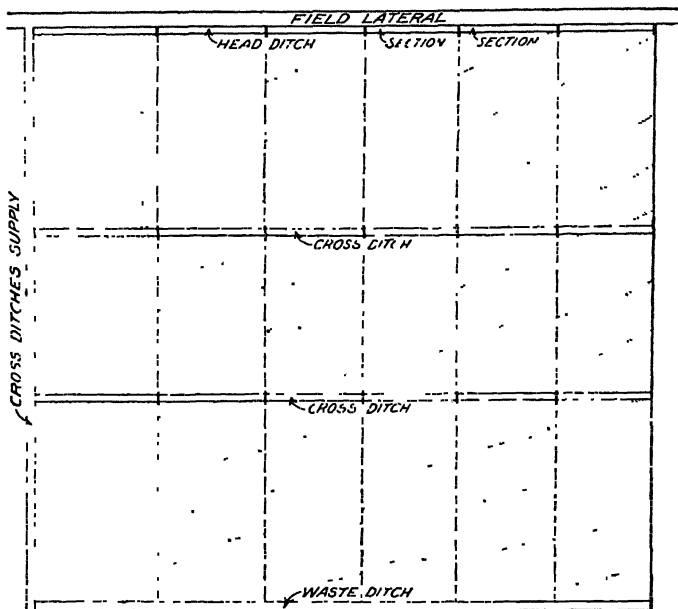 FIELD LATERAL
HEAD DITCH
SECTION
SECTION
CROSS DITCHES SUPPLY
CROSS DITCH
CROSS DITCH
WASTE DITCH